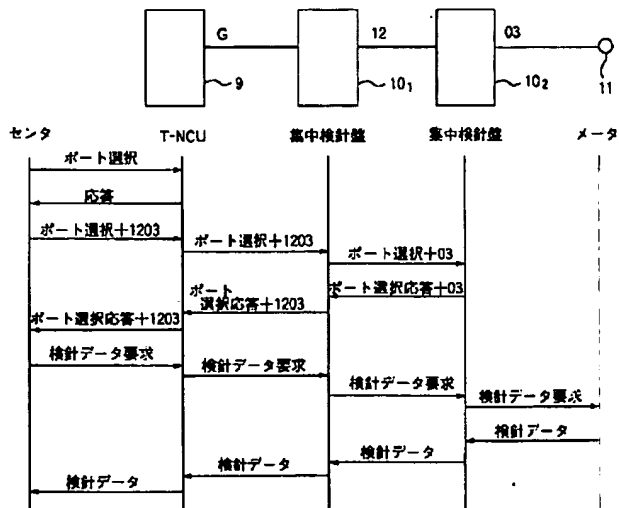 G
12
03
9
10₁
10₂
11
センタ
T-NCU
集中検針盤
集中検針盤
メータ
ポート選択
応答
ポート選択+1203
ポート選択+1203
ポート選択+03
ポート選択応答+03
ポート
選択応答+1203
ポート選択応答+1203
検針データ要求
検針データ要求
検針データ要求
検針データ要求
検針データ
検針データ
検針データ
検針データ